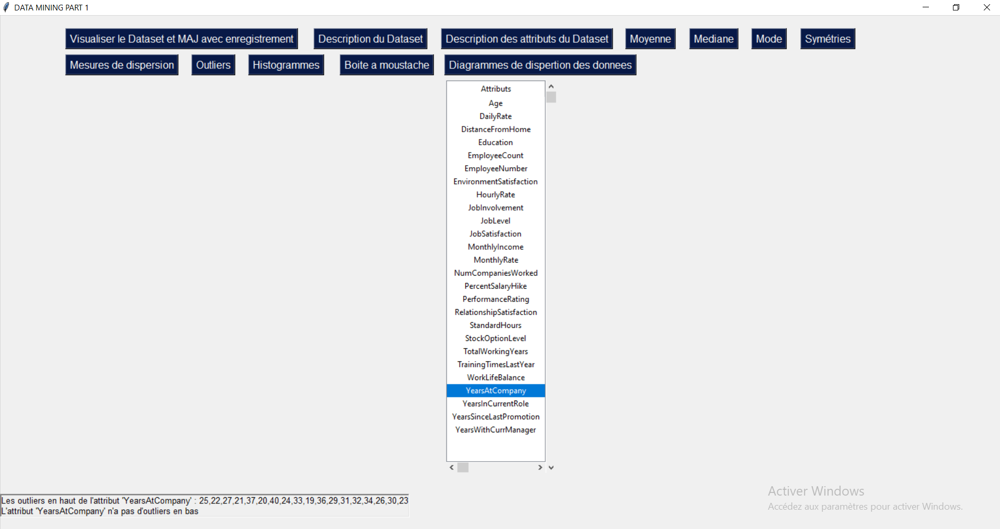 DATA MINING PART 1
Visualiser le Dataset et MAJ avec enregistrement
Description du Dataset
Description des attributs du Dataset
Moyenne
Mediane
Mode
Symétries
Mesures de dispersion
Outliers
Histogrammes
Boite a moustache
Diagrammes de dispertion des donnees
Attributs
Age
DailyRate
DistanceFromHome
Education
EmployeeCount
EmployeeNumber
EnvironmentSatisfaction
HourlyRate
JobInvolvement
JobLevel
JobSatisfaction
MonthlyIncome
MonthlyRate
NumCompaniesWorked
PercentSalaryHike
PerformanceRating
RelationshipSatisfaction
StandardHours
StockOptionLevel
TotalWorkingYears
TrainingTimesLastYear
WorkLifeBalance
YearsAtCompany
YearsInCurrentRole
YearsSinceLastPromotion
YearsWithCurrManager
Les outliers en haut de l'attribut 'YearsAtCompany' : 25,22,27,21,37,20,40,24,33,19,36,29,31,32,34,26,30,23
L'attribut 'YearsAtCompany' n'a pas d'outliers en bas
Activer Windows
Accédez aux paramètres pour activer Windows.